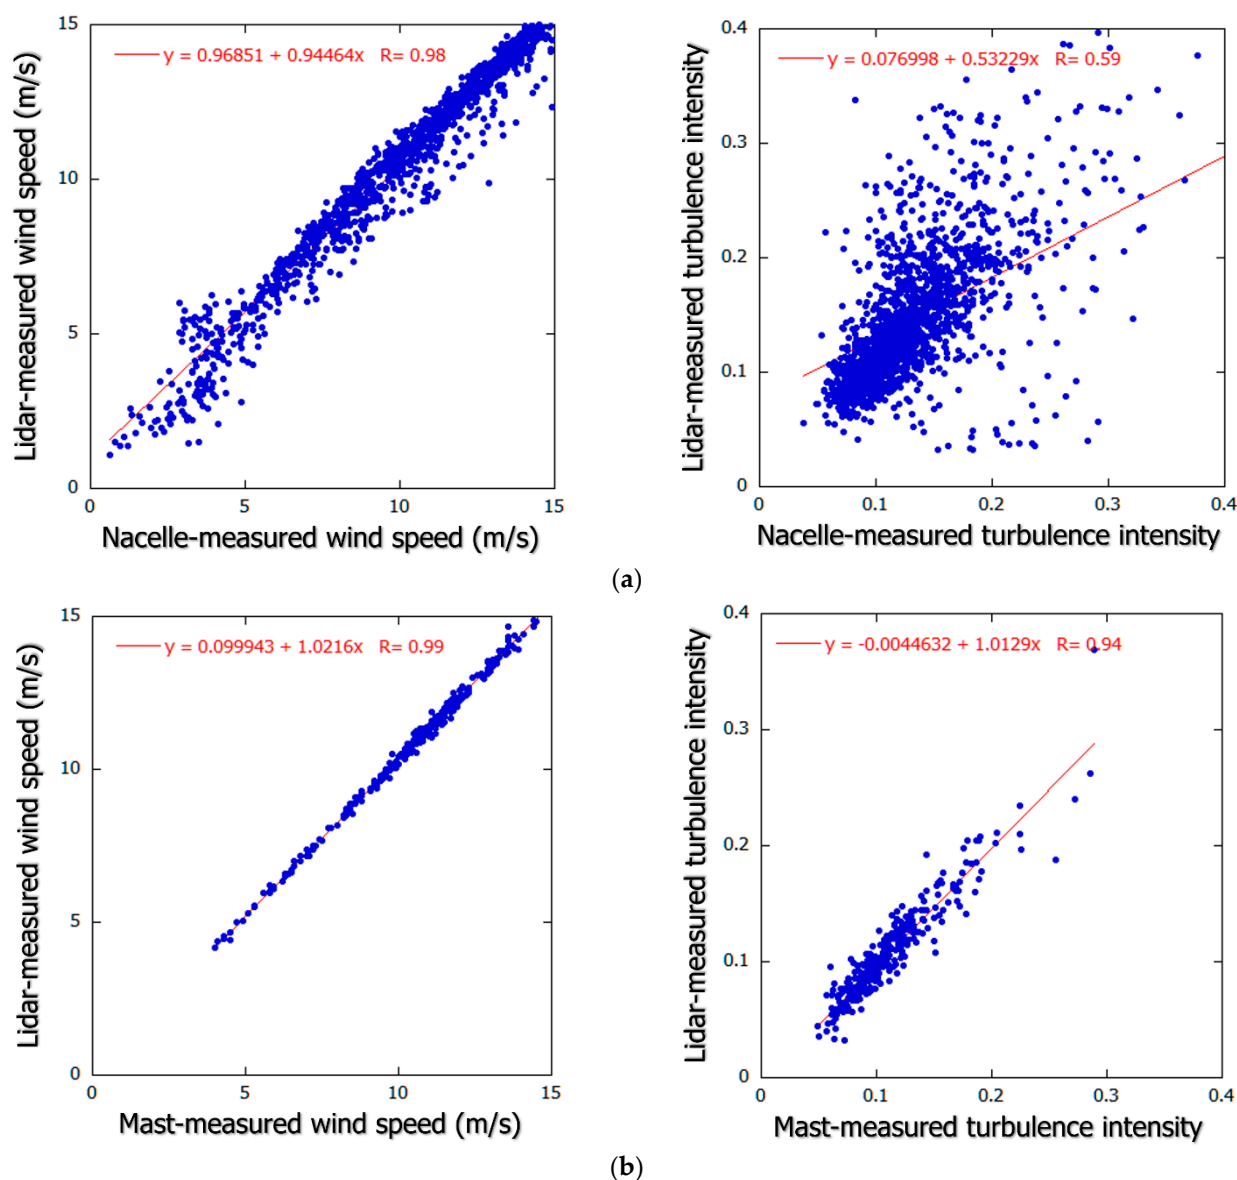 15
10
5
0
0
5
10
15
y = 0.96851 + 0.94464x R= 0.98
Lidar-measured wind speed (m/s)
Nacelle-measured wind speed (m/s)
0.4
0.3
0.2
0.1
0
0
0.1
0.2
0.3
0.4
y = 0.076998 + 0.53229x R= 0.59
Lidar-measured turbulence intensity
Nacelle-measured turbulence intensity
(a)
15
10
5
0
0
5
10
15
y = 0.099943 + 1.0216x R= 0.99
Lidar-measured wind speed (m/s)
Mast-measured wind speed (m/s)
0.4
0.3
0.2
0.1
0
0
0.1
0.2
0.3
0.4
y = -0.0044632 + 1.0129x R= 0.94
Lidar-measured turbulence intensity
Mast-measured turbulence intensity
(b)